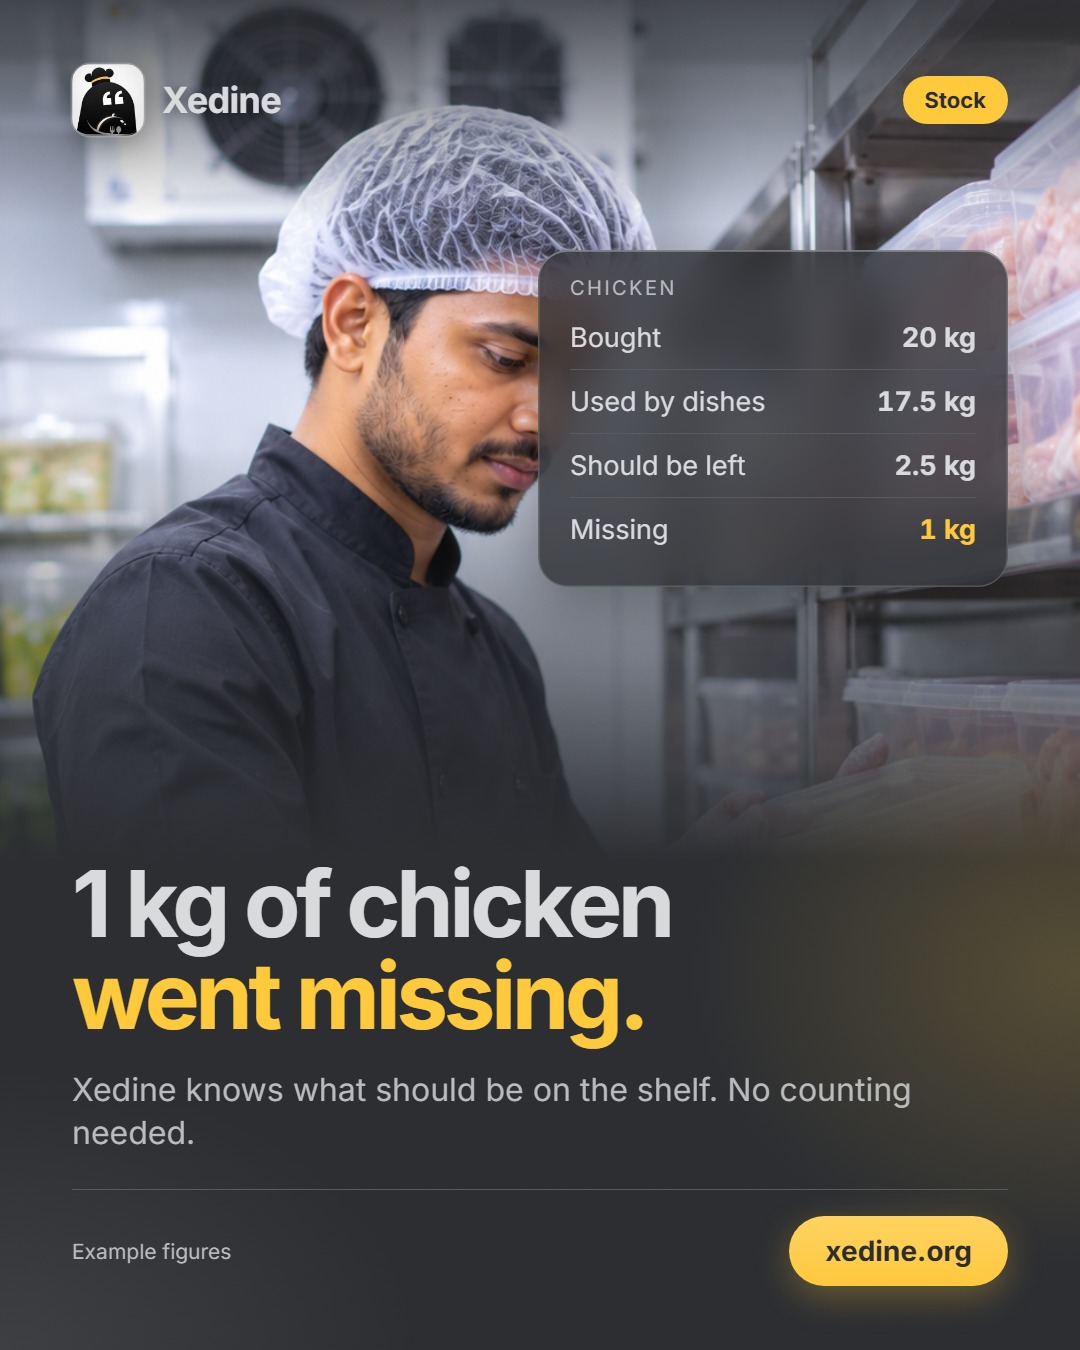 Xedine
Stock
CHICKEN
Bought 20 kg
Used by dishes 17.5 kg
Should be left 2.5 kg
Missing 1 kg
1 kg of chicken
went missing.
Xedine knows what should be on the shelf. No counting
needed.
Example figures
xedine.org